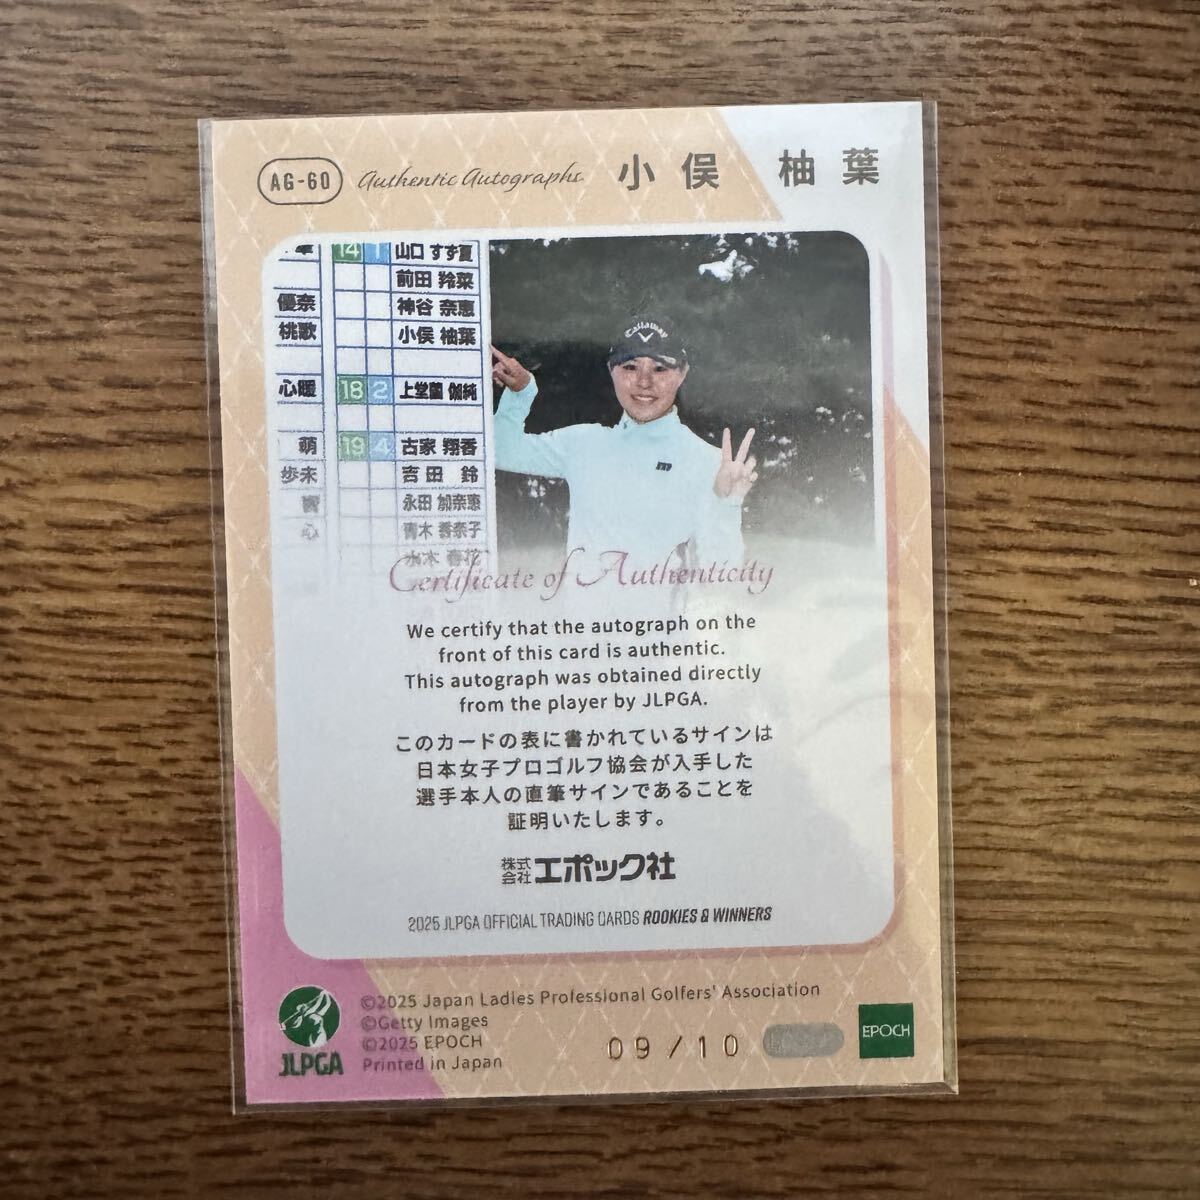 AG-60 Authentic Autographs 小俣 柚葉
14 1 山口 すず夏
前田 羚菜
優奈 神谷 奈恵
桃歌 小俣 柚葉
心暖 18 2 上堂薗 伽純
萌 19 4 古家 翔香
歩未 吉田 鈴
永田 加奈恵
心 青木 香奈子
水木 春花
Callaway
Certificate of Authenticity
We certify that the autograph on the
front of this card is authentic.
This autograph was obtained directly
from the player by JLPGA.
このカードの表に書かれているサインは
日本女子プロゴルフ協会が入手した
選手本人の直筆サインであることを
証明いたします。
株式会社 エポック社
2025 JLPGA OFFICIAL TRADING CARDS ROOKIES & WINNERS
JLPGA
©2025 Japan Ladies Professional Golfers' Association
©Getty Images
©2025 EPOCH
Printed in Japan
09/10
EPOCH